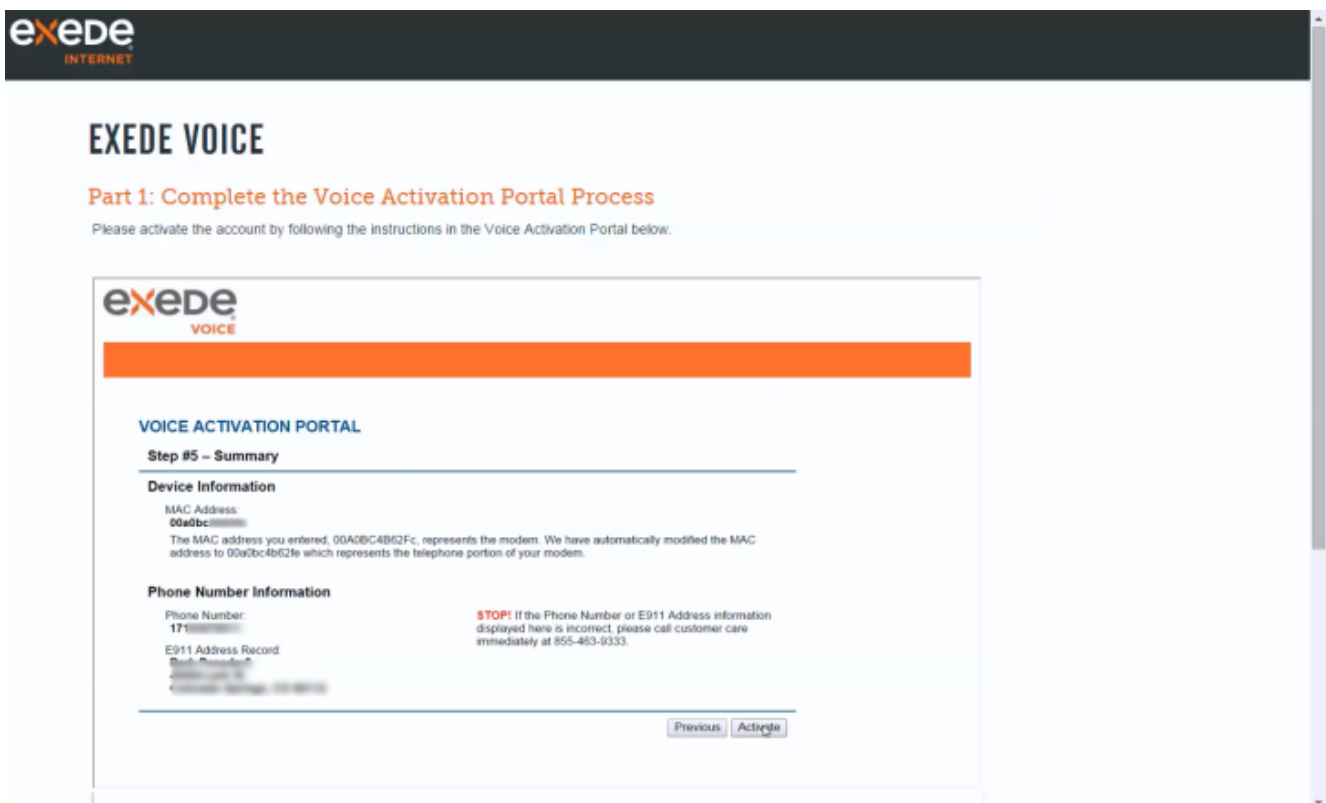 exede
INTERNET
EXEDE VOICE
Part 1: Complete the Voice Activation Portal Process
Please activate the account by following the instructions in the Voice Activation Portal below.
exede
VOICE
VOICE ACTIVATION PORTAL
Step #5 – Summary
Device Information
MAC Address:
00a0bc
The MAC address you entered, 00A0BC4B62Fc, represents the modem. We have automatically modified the MAC
address to 00a0bc4b62fe which represents the telephone portion of your modem.
Phone Number Information
Phone Number:
171
E911 Address Record:
STOP! If the Phone Number or E911 Address information
displayed here is incorrect, please call customer care
immediately at 855-463-9333.
Previous Activate